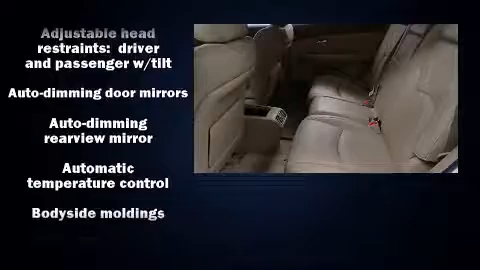 Adjustable head
restraints: driver
and passenger w/tilt
Auto-dimming door mirrors
Auto-dimming
rearview mirror
Automatic
temperature control
Bodyside moldings